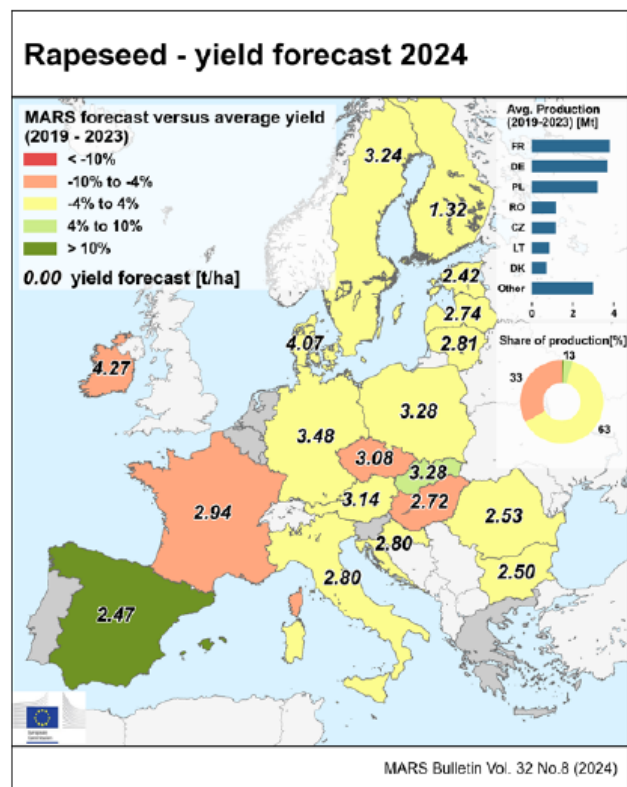 Rapeseed - yield forecast 2024
MARS forecast versus average yield
(2019 - 2023)
< -10%
-10% to -4%
-4% to 4%
4% to 10%
> 10%
0.00 yield forecast [t/ha]
Avg. Production
(2019-2023) [Mt]
FR
DE
PL
RO
CZ
LT
DK
Other
0 2 4
Share of production[%]
13
33
63
3.24
1.32
2.42
2.74
2.81
4.07
4.27
3.28
3.48
3.08
3.28
3.14
2.72
2.94
2.53
2.80
2.80
2.50
2.47
European
Commission
MARS Bulletin Vol. 32 No.8 (2024)